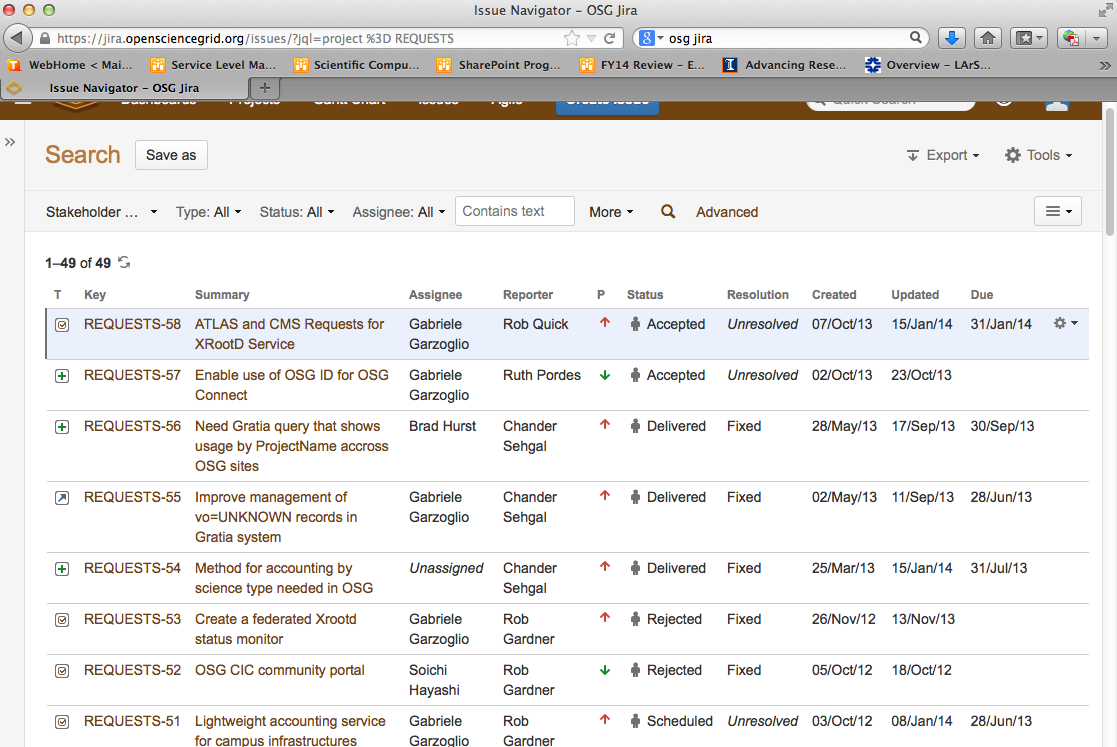 Issue Navigator – OSG Jira
https://jira.opensciencegrid.org/issues/?jql=project %3D REQUESTS
osg jira
WebHome < Mai... Service Level Ma... Scientific Compu... SharePoint Prog... FY14 Review – E... Advancing Rese... Overview – LArS... »
Issue Navigator – OSG Jira +
Dashboards Projects Gantt Chart Issues Agile Create Issue Quick Search
»
Search Save as Export Tools
Stakeholder ... Type: All Status: All Assignee: All Contains text More Advanced
1–49 of 49
T Key Summary Assignee Reporter P Status Resolution Created Updated Due
REQUESTS-58 ATLAS and CMS Requests for Gabriele Rob Quick Accepted Unresolved 07/Oct/13 15/Jan/14 31/Jan/14
XRootD Service Garzoglio
REQUESTS-57 Enable use of OSG ID for OSG Gabriele Ruth Pordes Accepted Unresolved 02/Oct/13 23/Oct/13
Connect Garzoglio
REQUESTS-56 Need Gratia query that shows Brad Hurst Chander Delivered Fixed 28/May/13 17/Sep/13 30/Sep/13
usage by ProjectName accross Sehgal
OSG sites
REQUESTS-55 Improve management of Gabriele Chander Delivered Fixed 02/May/13 11/Sep/13 28/Jun/13
vo=UNKNOWN records in Garzoglio Sehgal
Gratia system
REQUESTS-54 Method for accounting by Unassigned Chander Delivered Fixed 25/Mar/13 15/Jan/14 31/Jul/13
science type needed in OSG Sehgal
REQUESTS-53 Create a federated Xrootd Gabriele Rob Rejected Fixed 26/Nov/12 13/Nov/13
status monitor Garzoglio Gardner
REQUESTS-52 OSG CIC community portal Soichi Rob Rejected Fixed 05/Oct/12 18/Oct/12
Hayashi Gardner
REQUESTS-51 Lightweight accounting service Gabriele Rob Scheduled Unresolved 03/Oct/12 08/Jan/14 28/Jun/13
for campus infrastructures Garzoglio Gardner